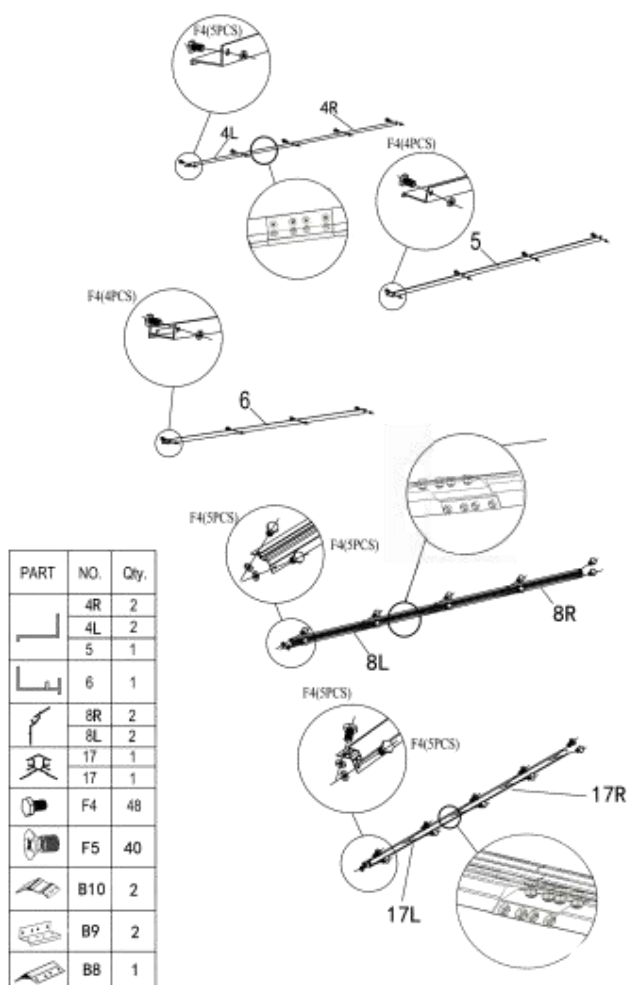 F4(5PCS)
4R
4L
F4(4PCS)
5
F4(4PCS)
6
F4(5PCS)
F4(5PCS)
8R
8L
F4(5PCS)
F4(5PCS)
17R
17L
PART NO. Qty.
4R 2
4L 2
5 1
6 1
8R 2
8L 2
17 1
17 1
F4 48
F5 40
B10 2
B9 2
B8 1